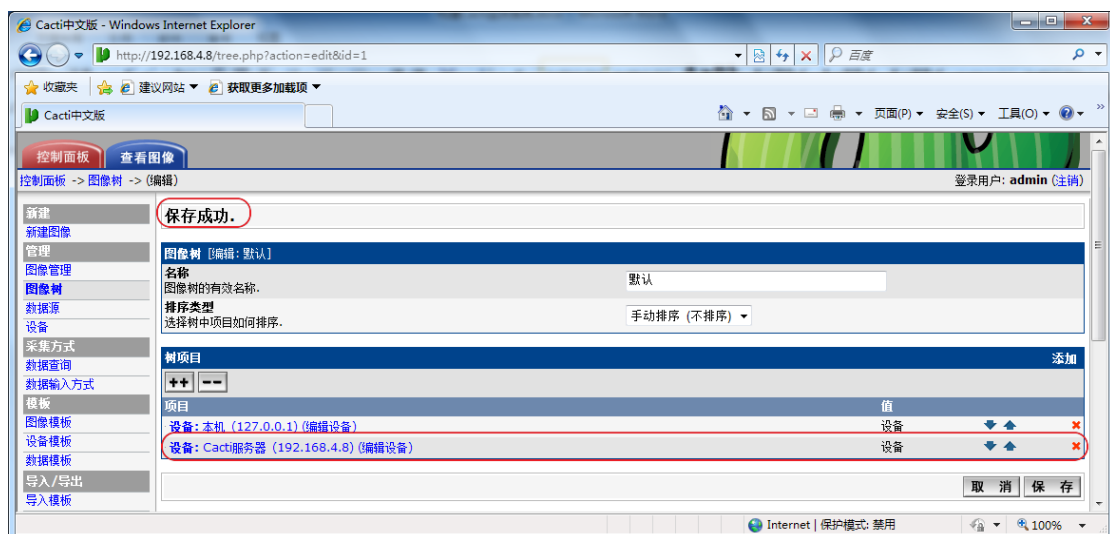 Cacti中文版 - Windows Internet Explorer
http://192.168.4.8/tree.php?action=edit&id=1
百度
收藏夹 建议网站 ▼ 获取更多加载项 ▼
Cacti中文版
页面(P) ▼ 安全(S) ▼ 工具(O) ▼
控制面板 查看图像
控制面板 -> 图像树 -> (编辑) 登录用户: admin (注销)
新建
新建图像
管理
图像管理
图像树
数据源
设备
采集方式
数据查询
数据输入方式
模板
图像模板
设备模板
数据模板
导入/导出
导入模板
保存成功.
图像树 [编辑: 默认]
名称
图像树的有效名称.
默认
排序类型
选择树中项目如何排序.
手动排序 (不排序)
树项目 添加
++ --
项目 值
设备: 本机 (127.0.0.1) (编辑设备) 设备
设备: Cacti服务器 (192.168.4.8) (编辑设备) 设备
取 消 保 存
Internet | 保护模式: 禁用 100%